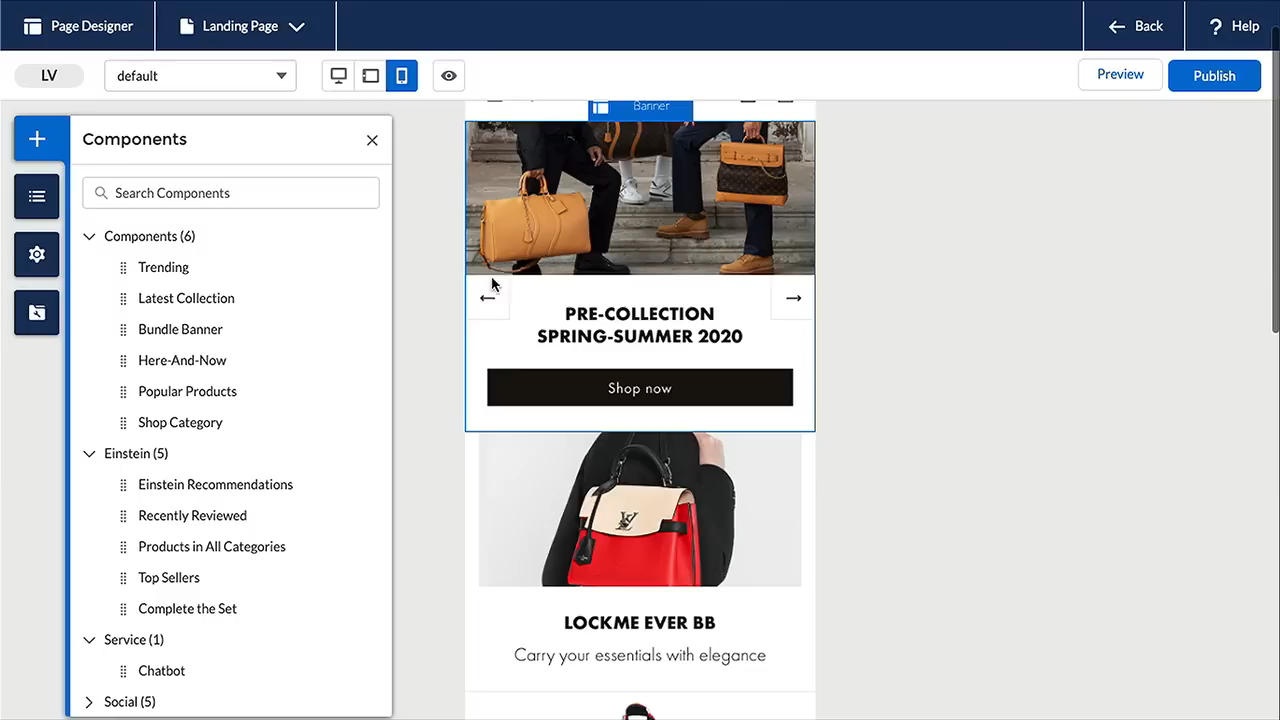 Page Designer
Landing Page
Back
Help
LV
default
Preview
Publish
Components
Search Components
Components (6)
Trending
Latest Collection
Bundle Banner
Here-And-Now
Popular Products
Shop Category
Einstein (5)
Einstein Recommendations
Recently Reviewed
Products in All Categories
Top Sellers
Complete the Set
Service (1)
Chatbot
Social (5)
Banner
PRE-COLLECTION
SPRING-SUMMER 2020
Shop now
LOCKME EVER BB
Carry your essentials with elegance